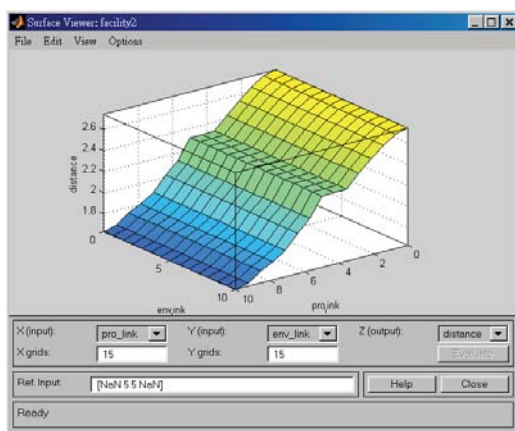 Surface Viewer: facility2
File Edit View Options
2.6
2.4
2.2
2
1.8
distance
0
5
10
env_ink
10
8
6
4
2
0
pro_ink
X (input): pro_link Y (input): env_link Z (output): distance
X grids: 15 Y grids: 15 Evaluate
Ref. Input: [NaN 5 5 NaN] Help Close
Ready